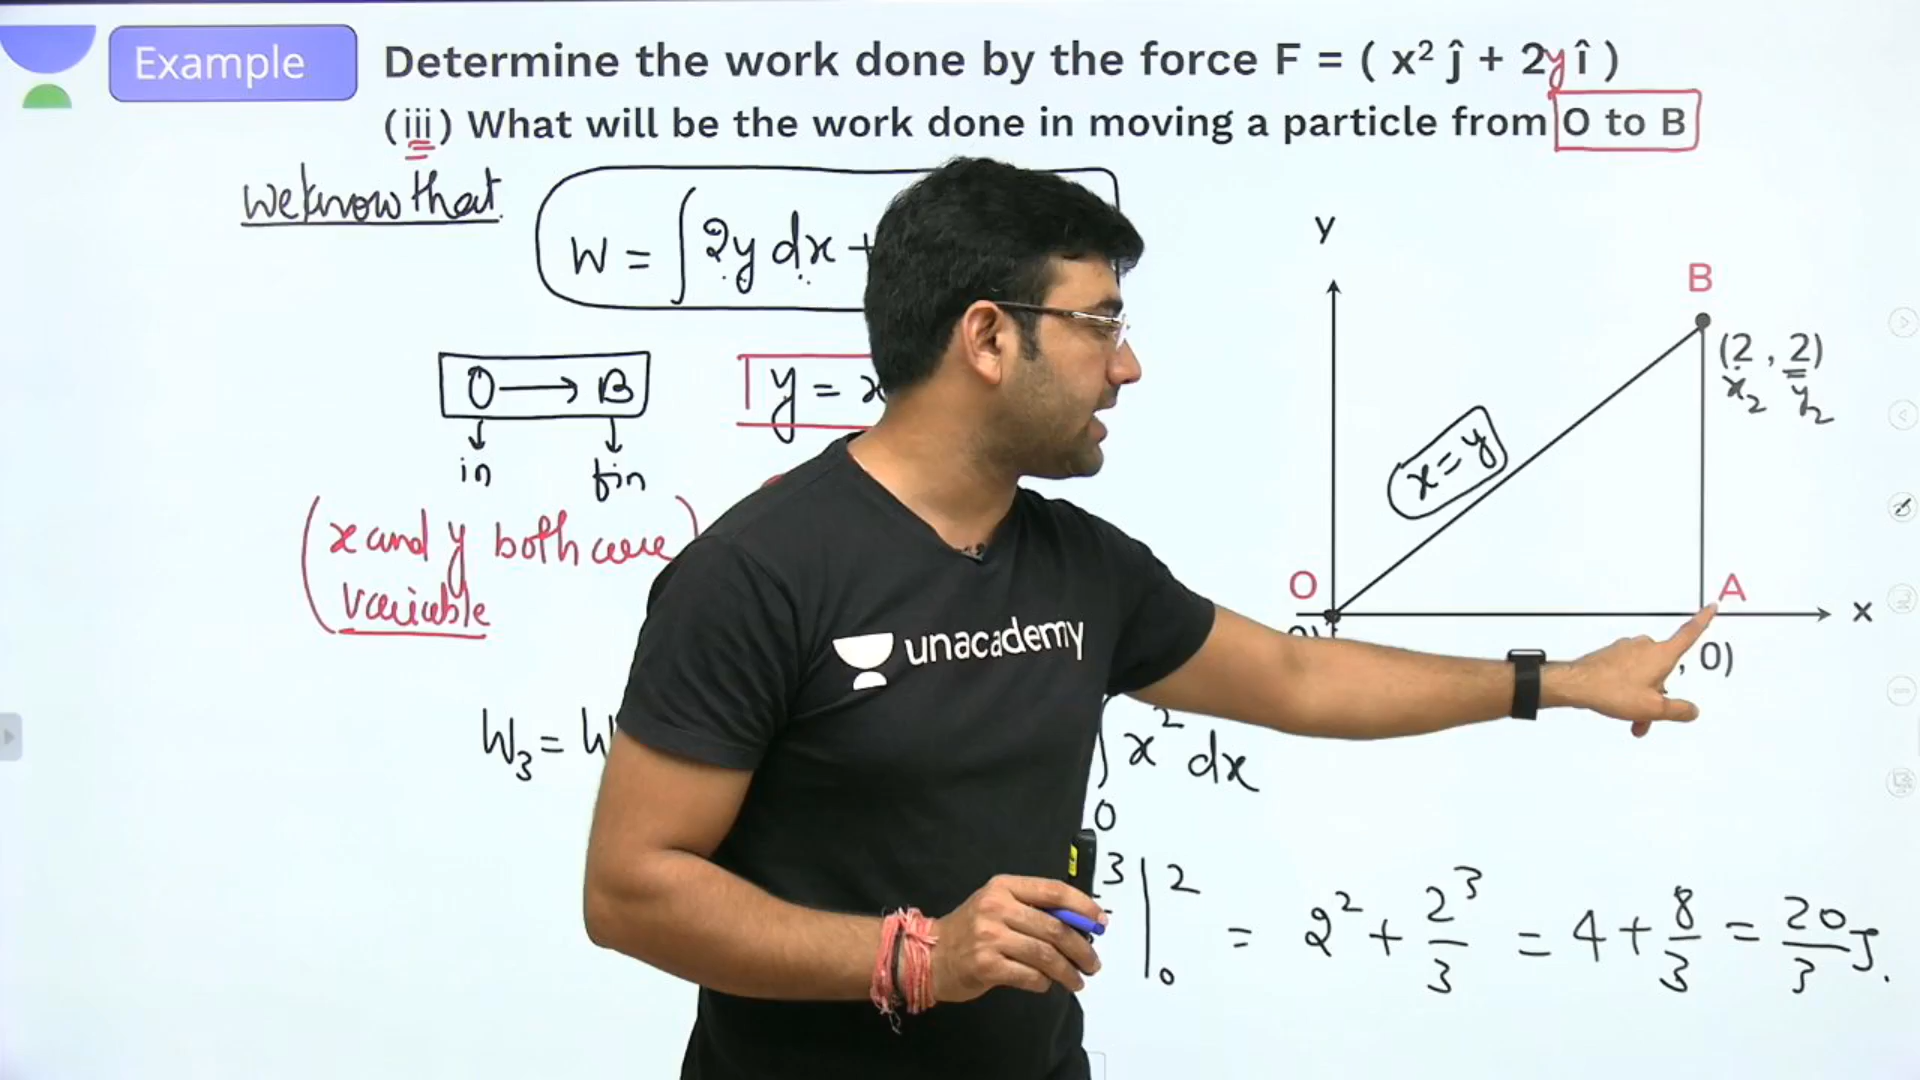 Example
Determine the work done by the force F = ( x² ĵ + 2y î )
(iii) What will be the work done in moving a particle from O to B
We know that
W = ∫ 2y dx +
y
B
(2 , 2)
x₂ y₂
O → B
y = x
in fin
x = y
(x and y both are)
variable
O
A
x
, 0)
unacademy
W₃ = W
x² dx
0
3 | 2 0 = 2² + 2³/3 = 4 + 8/3 = 20/3 J.